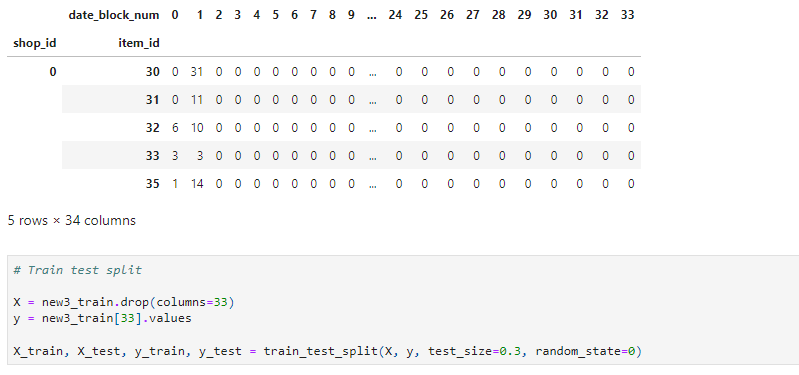 date_block_num 0 1 2 3 4 5 6 7 8 9 ... 24 25 26 27 28 29 30 31 32 33
shop_id item_id
0 30 0 31 0 0 0 0 0 0 0 0 ... 0 0 0 0 0 0 0 0 0 0
31 0 11 0 0 0 0 0 0 0 0 ... 0 0 0 0 0 0 0 0 0 0
32 6 10 0 0 0 0 0 0 0 0 ... 0 0 0 0 0 0 0 0 0 0
33 3 3 0 0 0 0 0 0 0 0 ... 0 0 0 0 0 0 0 0 0 0
35 1 14 0 0 0 0 0 0 0 0 ... 0 0 0 0 0 0 0 0 0 0
5 rows × 34 columns
# Train test split
X = new3_train.drop(columns=33)
y = new3_train[33].values
X_train, X_test, y_train, y_test = train_test_split(X, y, test_size=0.3, random_state=0)